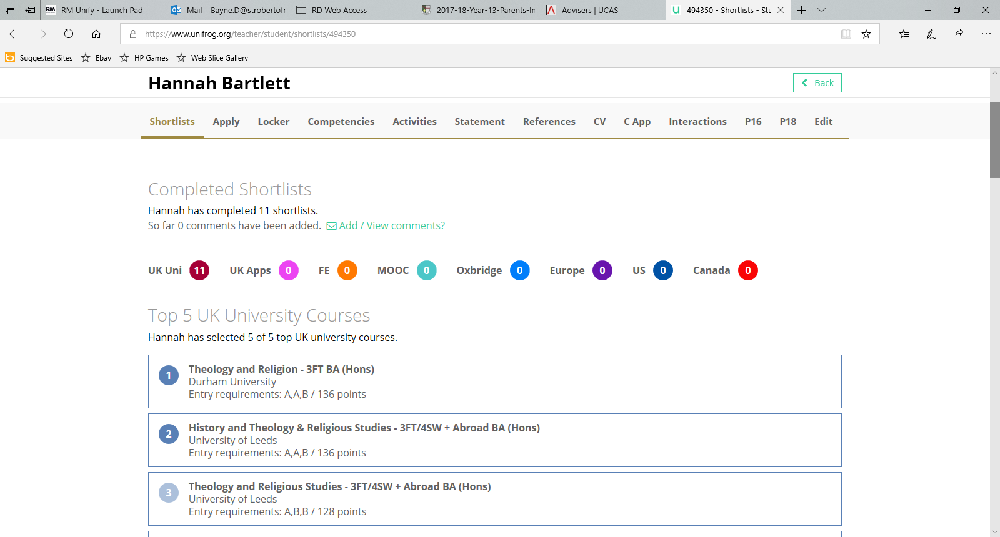 RM Unify - Launch Pad
Mail – Bayne.D@strobertofn
RD Web Access
2017-18-Year-13-Parents-In
Advisers | UCAS
494350 - Shortlists - Stu
https://www.unifrog.org/teacher/student/shortlists/494350
Suggested Sites
Ebay
HP Games
Web Slice Gallery
Hannah Bartlett
Back
Shortlists Apply Locker Competencies Activities Statement References CV C App Interactions P16 P18 Edit
Completed Shortlists
Hannah has completed 11 shortlists.
So far 0 comments have been added. Add / View comments?
UK Uni 11 UK Apps 0 FE 0 MOOC 0 Oxbridge 0 Europe 0 US 0 Canada 0
Top 5 UK University Courses
Hannah has selected 5 of 5 top UK university courses.
1
Theology and Religion - 3FT BA (Hons)
Durham University
Entry requirements: A,A,B / 136 points
2
History and Theology & Religious Studies - 3FT/4SW + Abroad BA (Hons)
University of Leeds
Entry requirements: A,A,B / 136 points
3
Theology and Religious Studies - 3FT/4SW + Abroad BA (Hons)
University of Leeds
Entry requirements: A,B,B / 128 points